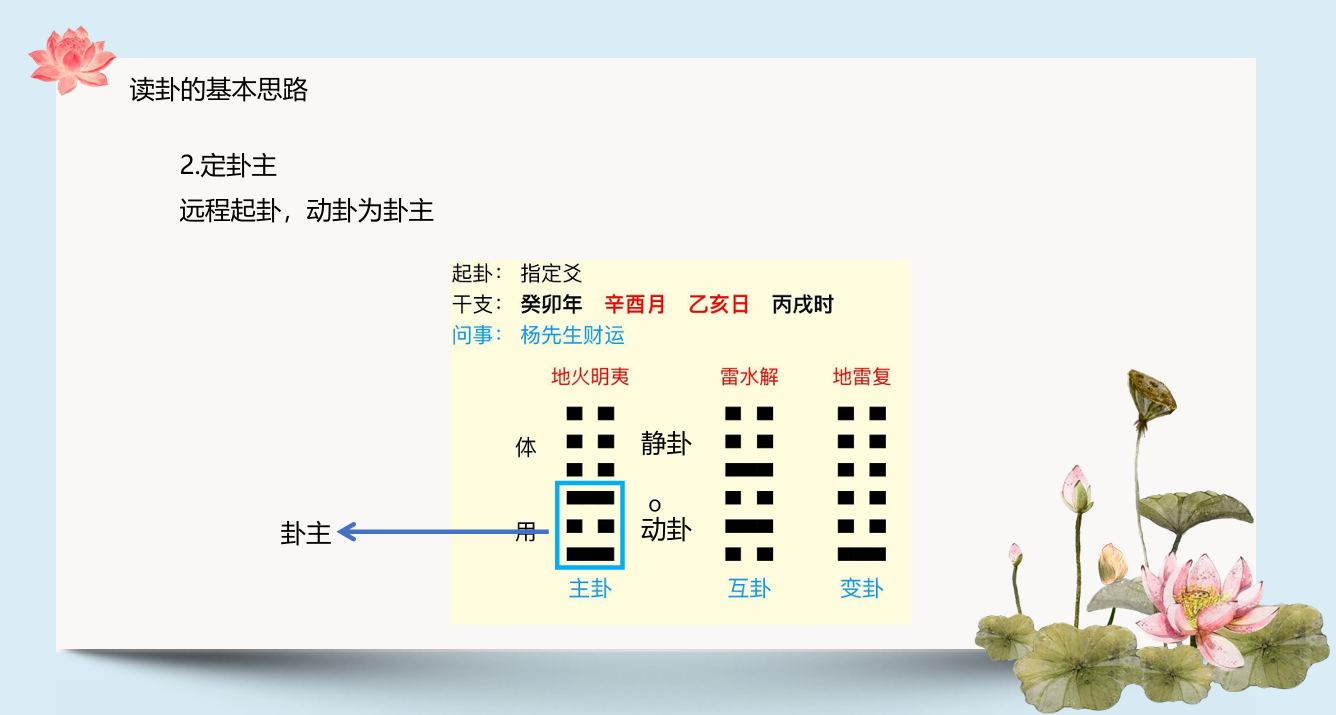 读卦的基本思路
2.定卦主
远程起卦，动卦为卦主
起卦： 指定爻
干支： 癸卯年 辛酉月 乙亥日 丙戌时
问事： 杨先生财运
地火明夷 雷水解 地雷复
体 静卦
o
卦主 用 动卦
主卦 互卦 变卦